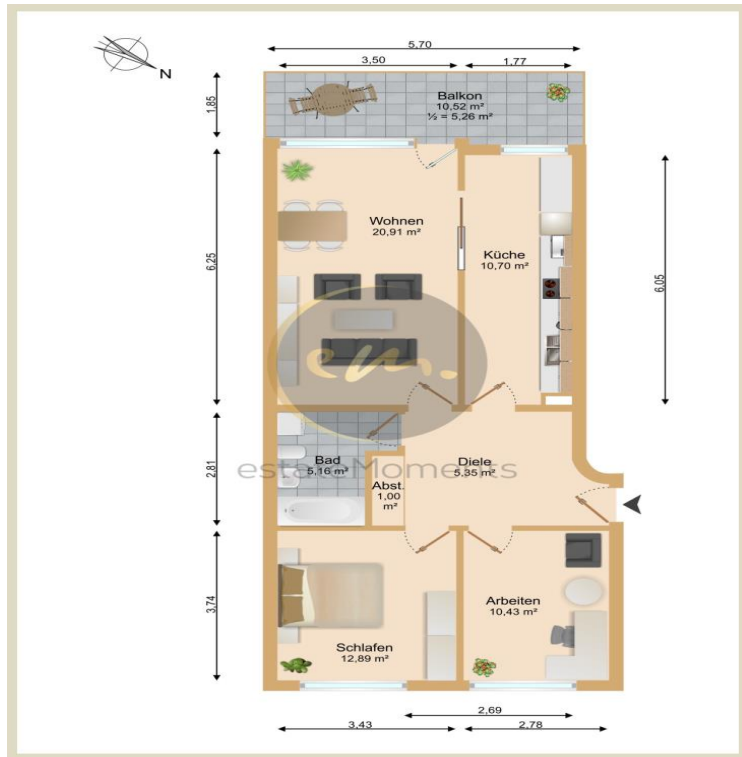 5,70
3,50
1,77
N
1,85
Balkon
10,52 m²
½ = 5,26 m²
6,25
Wohnen
20,91 m²
Küche
10,70 m²
6,05
em.
2,81
Bad
5,16 m²
Diele
5,35 m²
estateMoments
Abst.
1,00
m²
3,74
Arbeiten
10,43 m²
Schlafen
12,89 m²
2,69
3,43
2,78